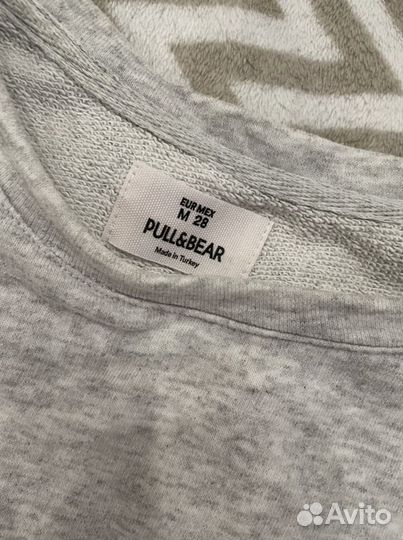 EUR MEX
M 28
PULL&BEAR
Made in Turkey
Avito